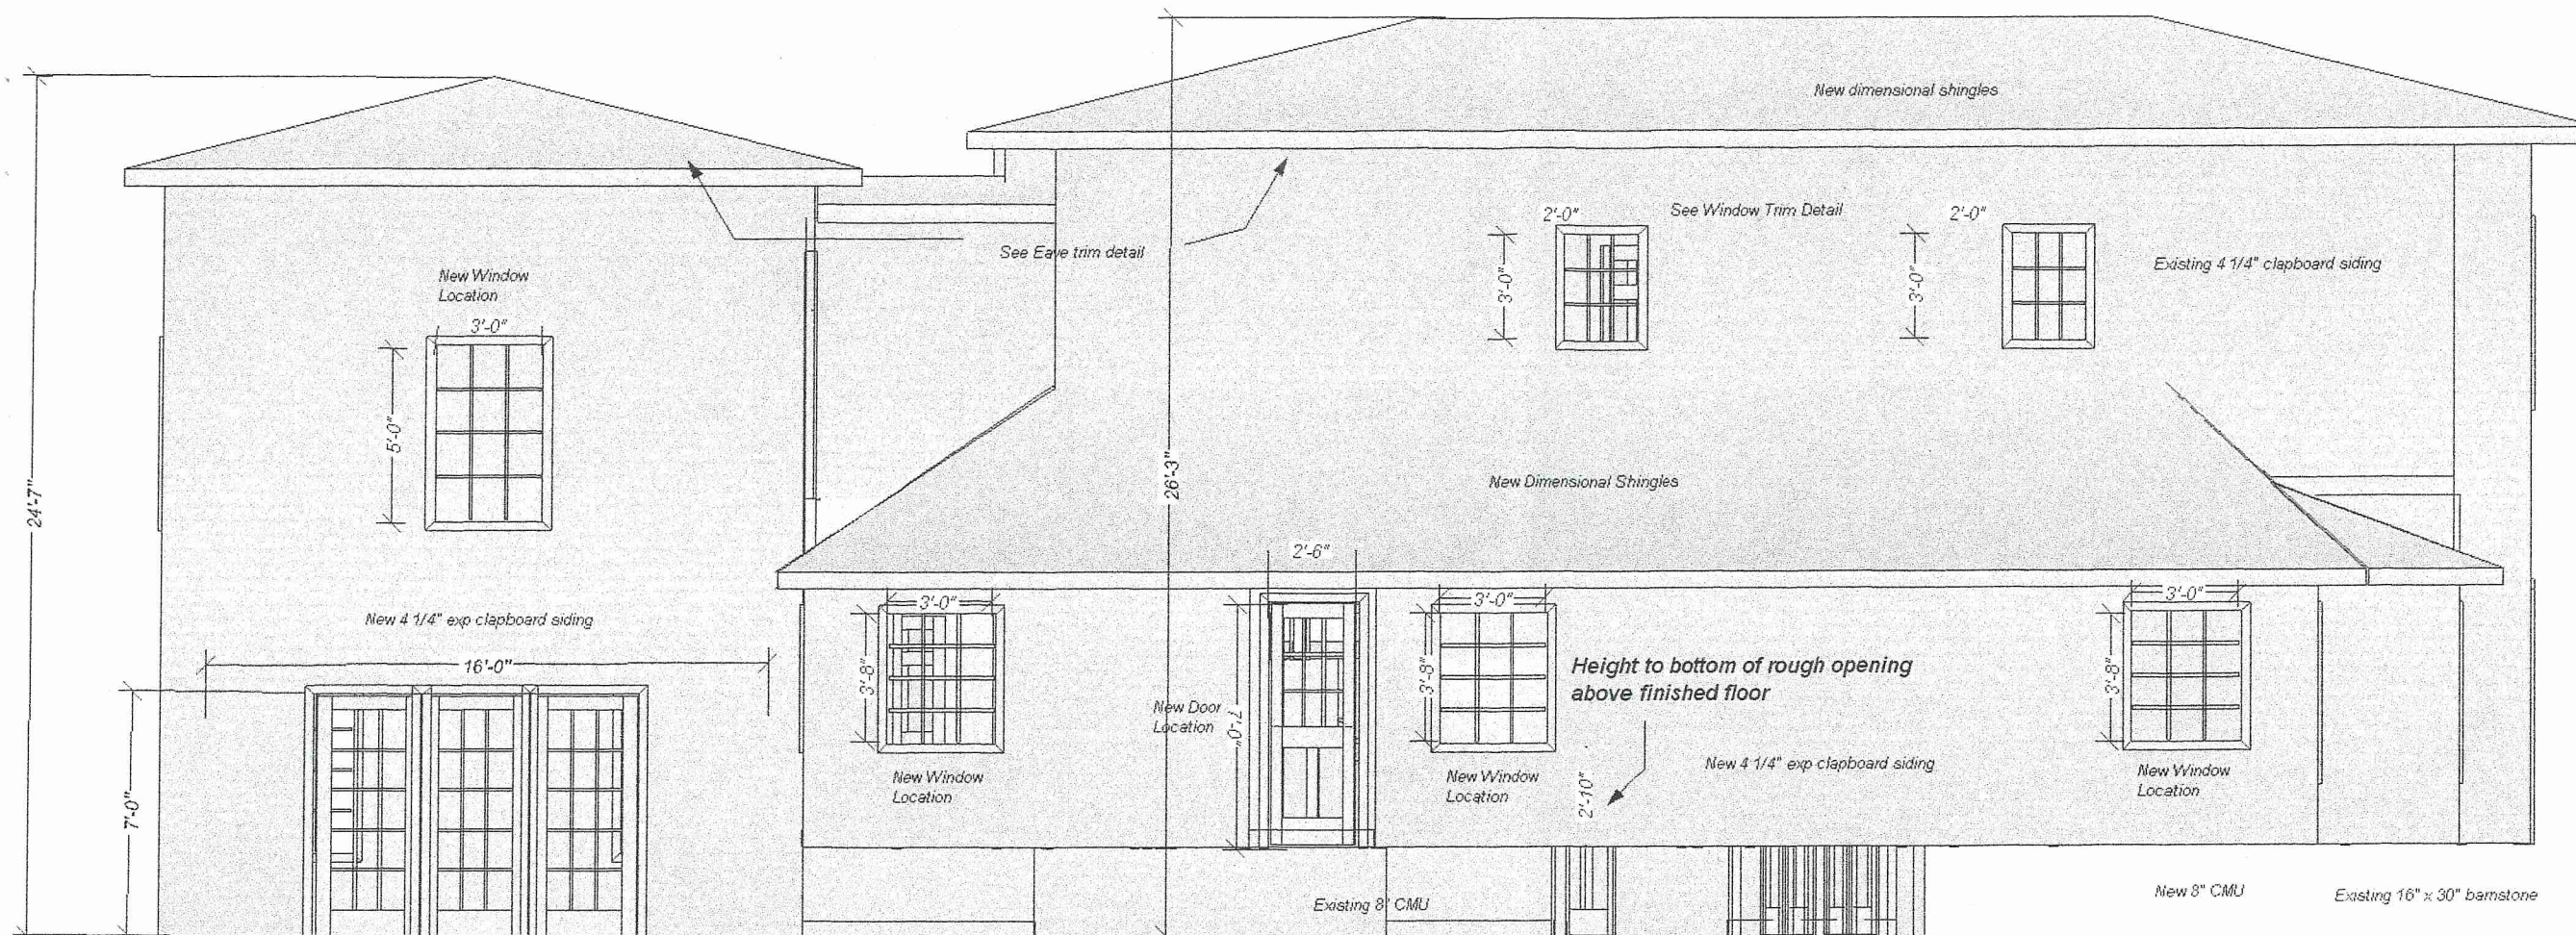 New dimensional shingles
2'-0"
See Window Trim Detail
2'-0"
See Eave trim detail
Existing 4 1/4" clapboard siding
New Window
Location
3'-0"
3'-0"
3'-0"
5'-0"
24'-7"
26'-3"
New Dimensional Shingles
2'-6"
3'-0"
3'-0"
3'-0"
New 4 1/4" exp clapboard siding
16'-0"
3'-8"
3'-8"
3'-8"
Height to bottom of rough opening
above finished floor
New Door
Location
7'-0"
7'-0"
New 4 1/4" exp clapboard siding
New Window
Location
New Window
Location
New Window
Location
2'-10"
Existing 8" CMU
New 8" CMU
Existing 16" x 30" barnstone